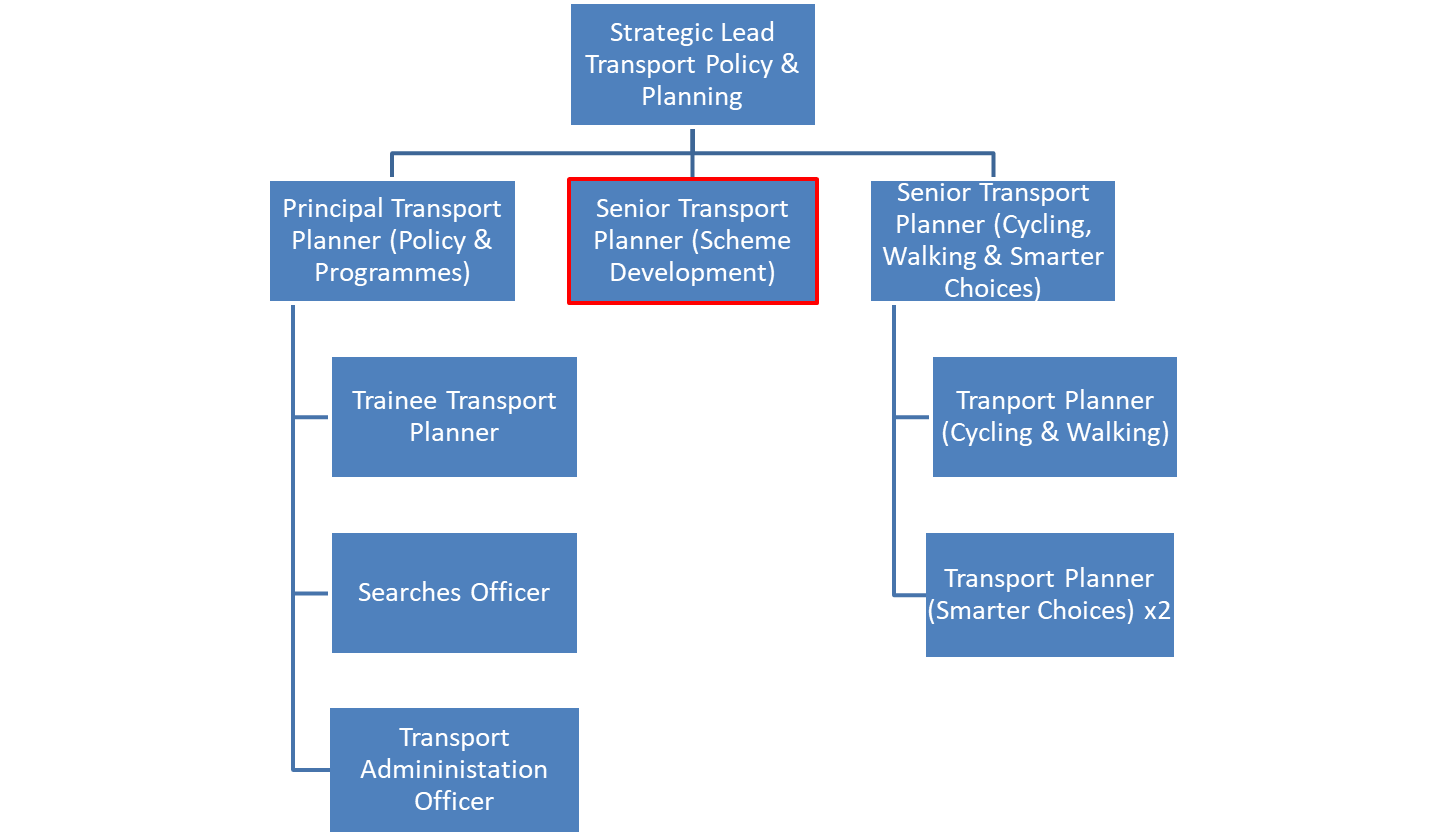 Strategic Lead
Transport Policy &
Planning
Principal Transport
Planner (Policy &
Programmes)
Senior Transport
Planner (Scheme
Development)
Senior Transport
Planner (Cycling,
Walking & Smarter
Choices)
Trainee Transport
Planner
Tranport Planner
(Cycling & Walking)
Searches Officer
Transport Planner
(Smarter Choices) x2
Transport
Admininistation
Officer